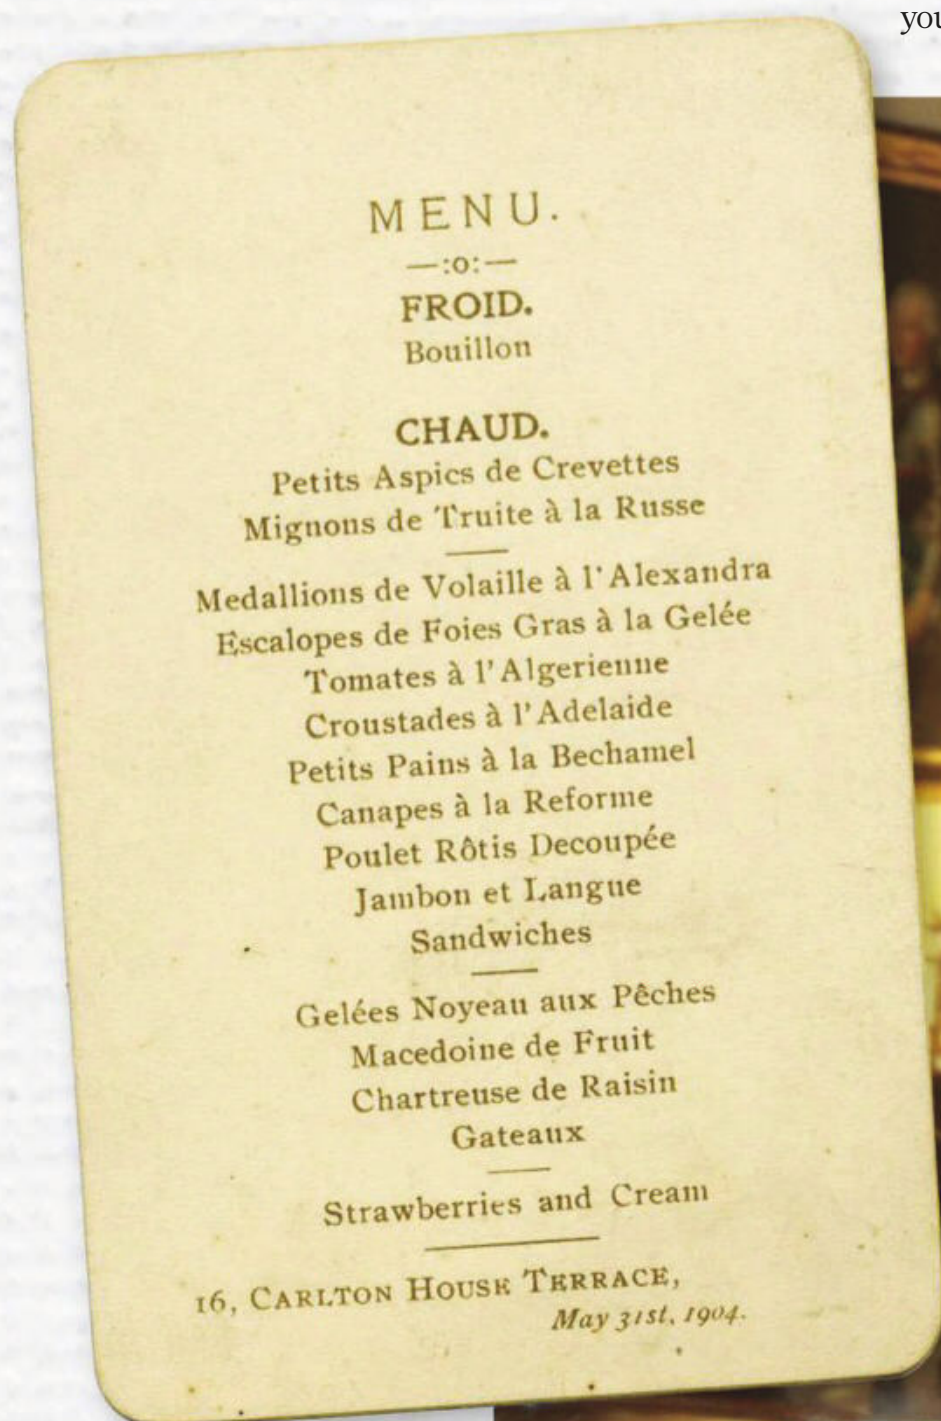 you
MENU.
—:o:—
FROID.
Bouillon
CHAUD.
Petits Aspics de Crevettes
Mignons de Truite à la Russe
Medallions de Volaille à l'Alexandra
Escalopes de Foies Gras à la Gelée
Tomates à l'Algerienne
Croustades à l'Adelaide
Petits Pains à la Bechamel
Canapes à la Reforme
Poulet Rôtis Decoupée
Jambon et Langue
Sandwiches
Gelées Noyeau aux Pêches
Macedoine de Fruit
Chartreuse de Raisin
Gateaux
Strawberries and Cream
16, CARLTON HOUSE TERRACE,
May 31st, 1904.